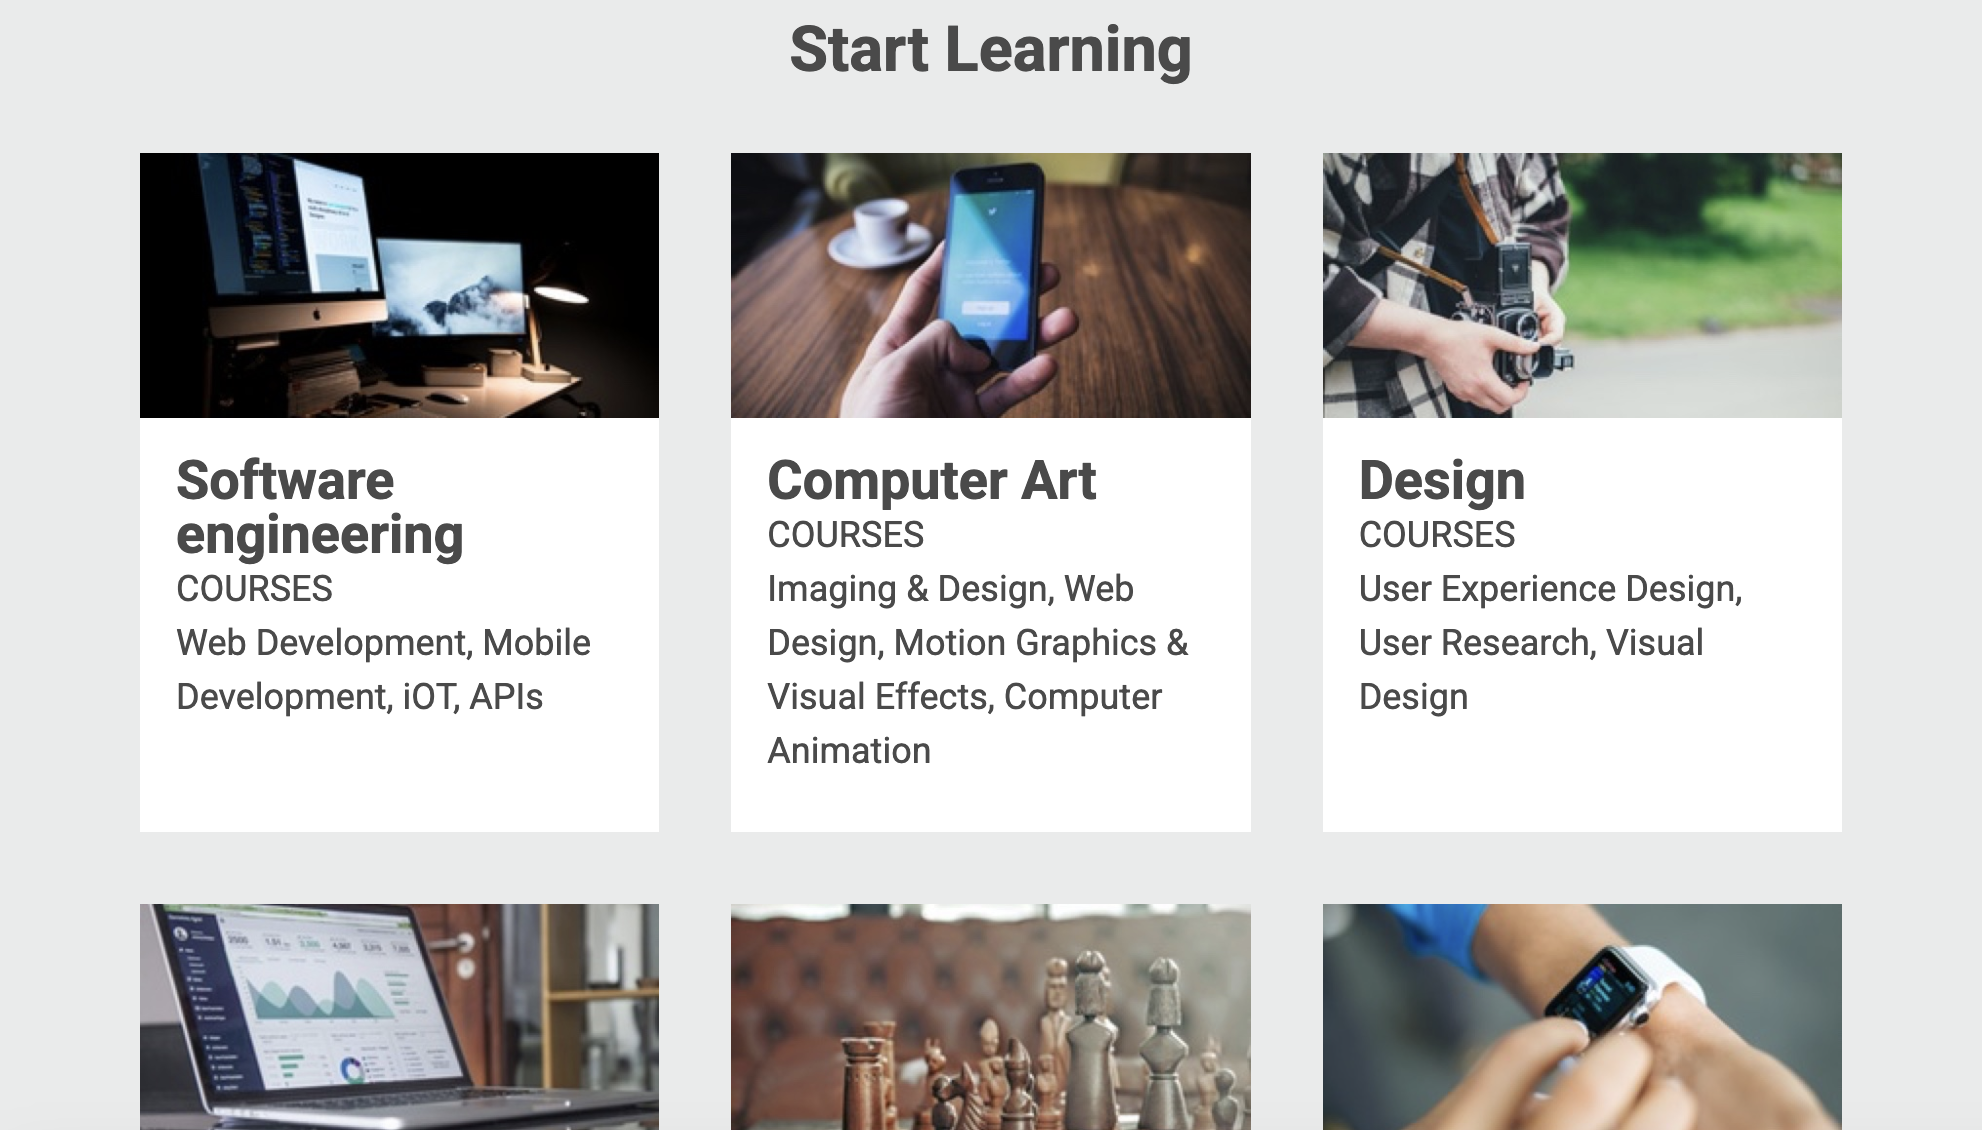 Start Learning
Software
engineering
COURSES
Web Development, Mobile
Development, iOT, APIs
Computer Art
COURSES
Imaging & Design, Web
Design, Motion Graphics &
Visual Effects, Computer
Animation
Design
COURSES
User Experience Design,
User Research, Visual
Design